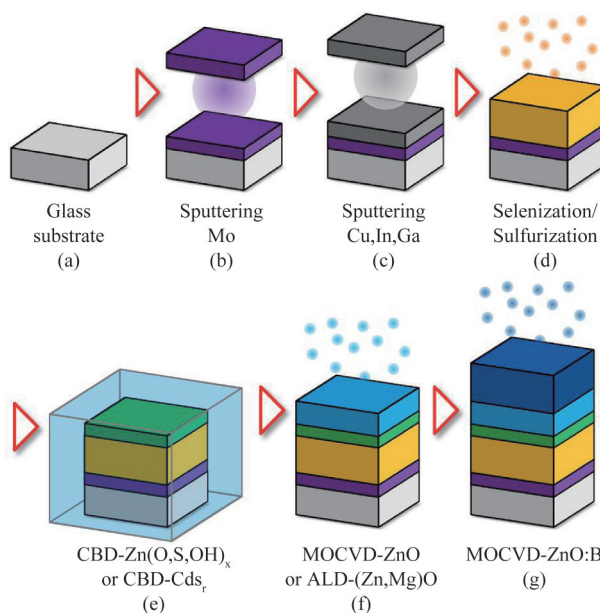 Glass
substrate
(a)
Sputtering
Mo
(b)
Sputtering
Cu,In,Ga
(c)
Selenization/
Sulfurization
(d)
CBD-Zn(O,S,OH)x
or CBD-Cdsr
(e)
MOCVD-ZnO
or ALD-(Zn,Mg)O
(f)
MOCVD-ZnO:B
(g)